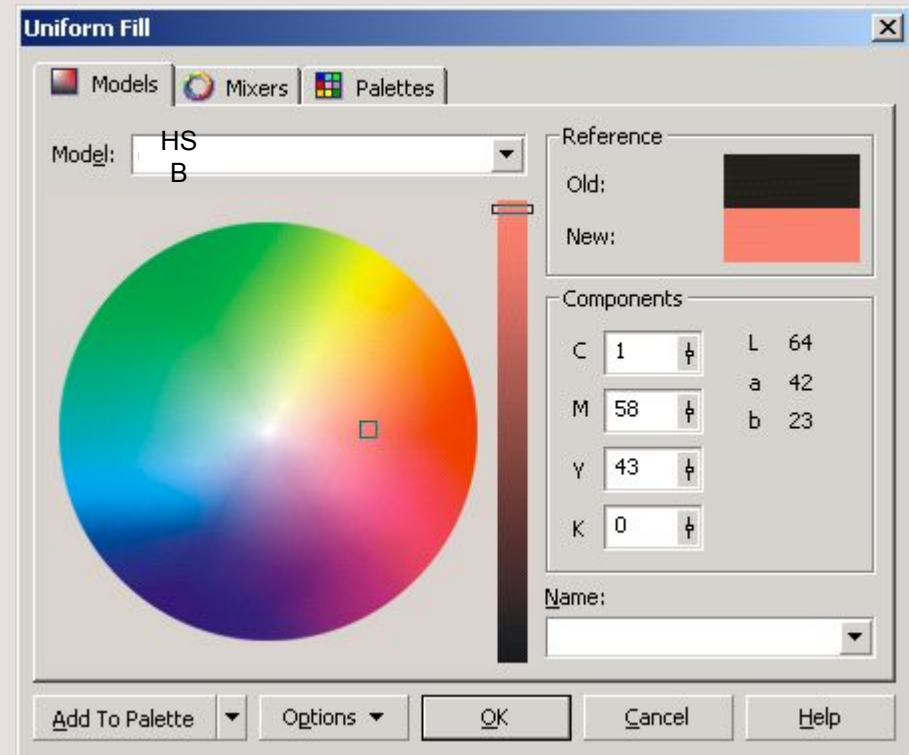 Uniform Fill
Models Mixers Palettes
Model: HS
B
Reference
Old:
New:
Components
C 1 L 64
a 42
M 58
b 23
Y 43
K 0
Name:
Add To Palette Options OK Cancel Help